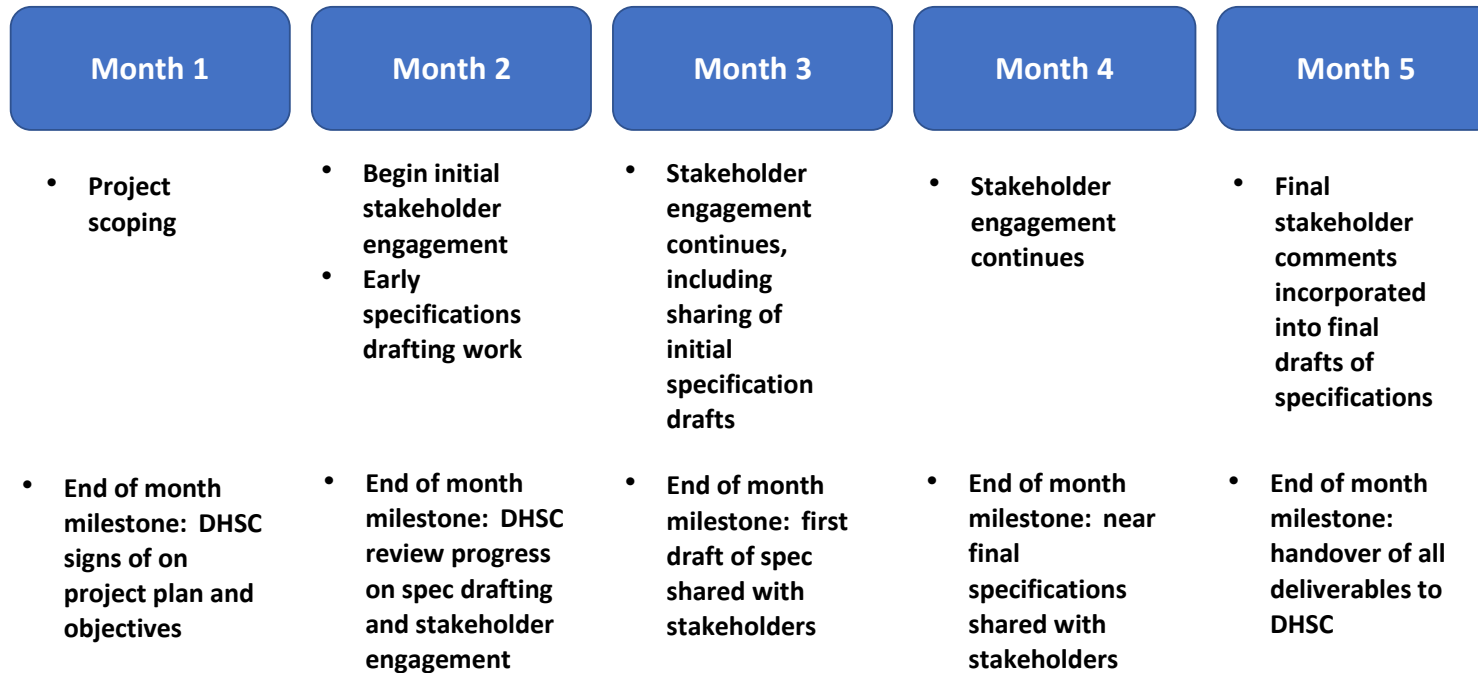 Month 1
Month 2
Month 3
Month 4
Month 5
• Project
scoping
• Begin initial
stakeholder
engagement
• Early
specifications
drafting work
• Stakeholder
engagement
continues,
including
sharing of
initial
specification
drafts
• Stakeholder
engagement
continues
• Final
stakeholder
comments
incorporated
into final
drafts of
specifications
• End of month
milestone: DHSC
signs of on
project plan and
objectives
• End of month
milestone: DHSC
review progress
on spec drafting
and stakeholder
engagement
• End of month
milestone: first
draft of spec
shared with
stakeholders
• End of month
milestone: near
final
specifications
shared with
stakeholders
• End of month
milestone:
handover of all
deliverables to
DHSC